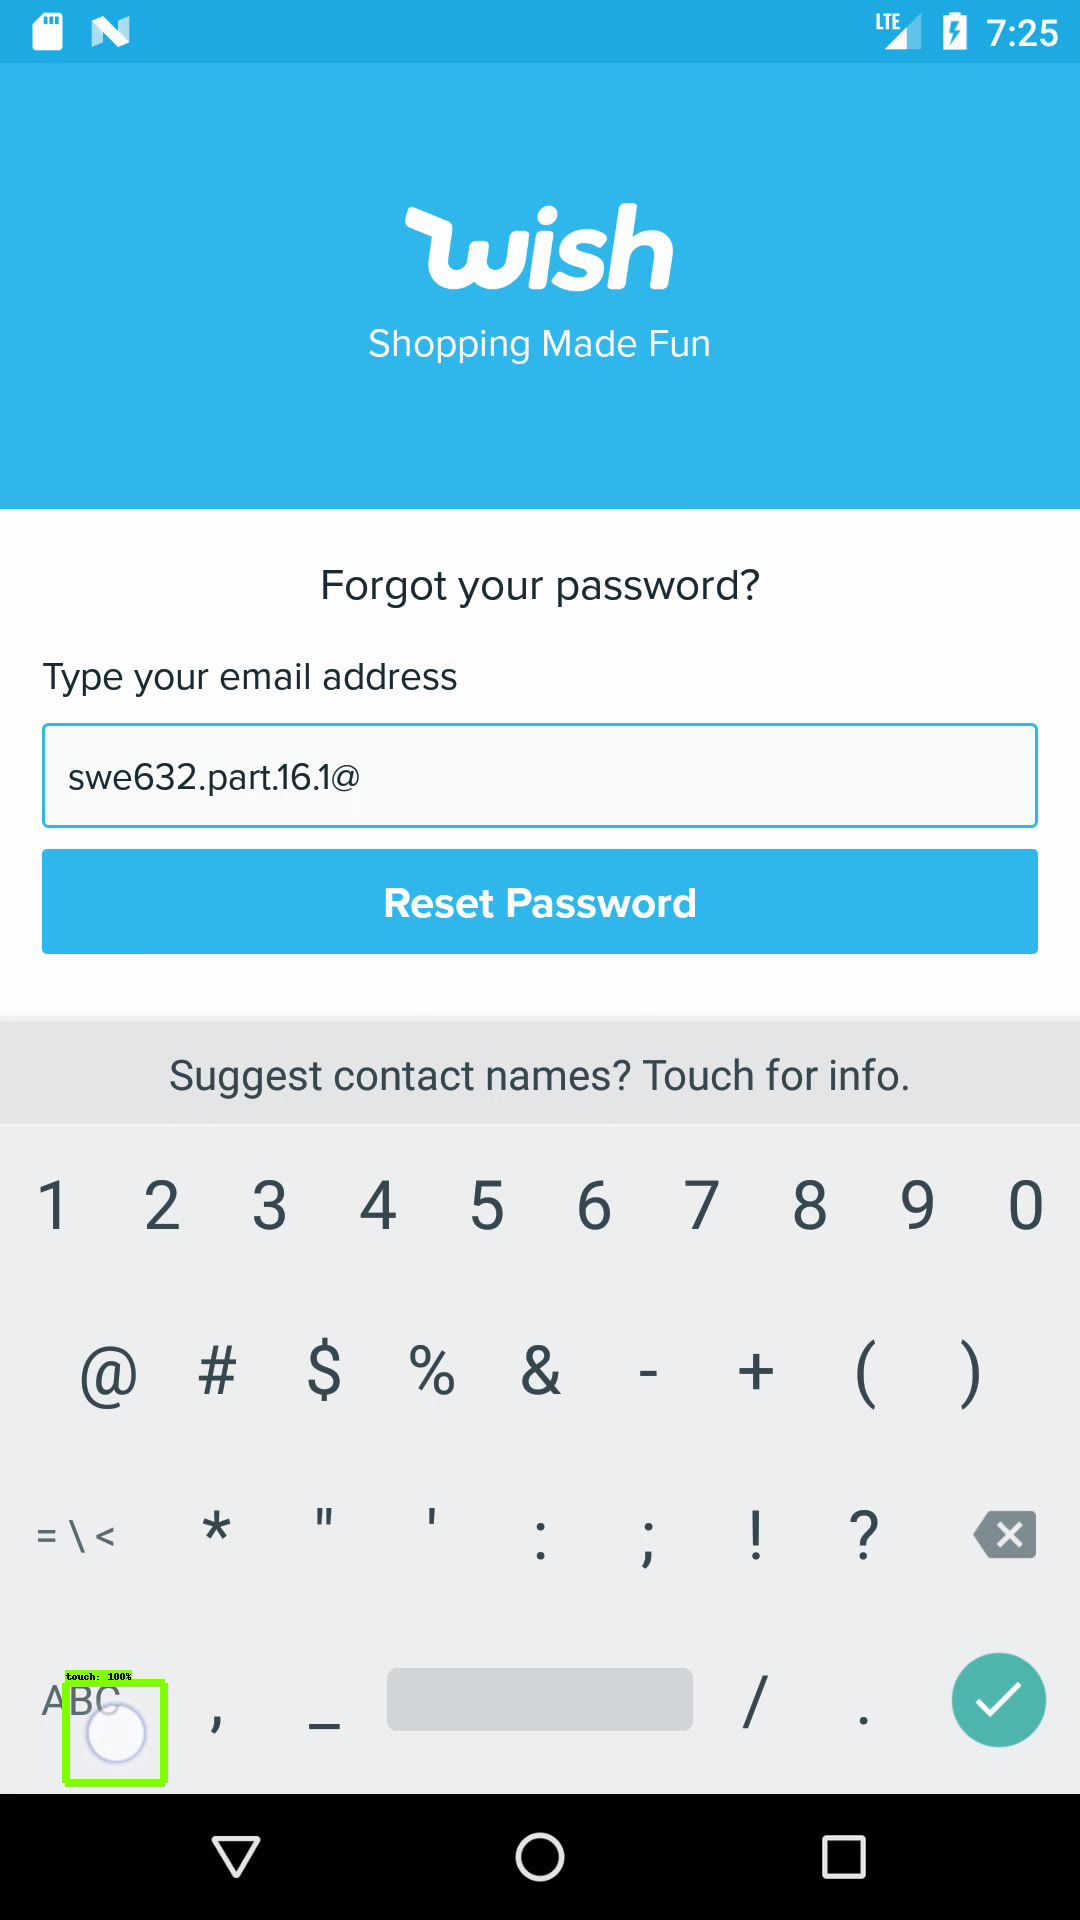 LTE 7:25
wish
Shopping Made Fun
Forgot your password?
Type your email address
swe632.part.16.1@
Reset Password
Suggest contact names? Touch for info.
1 2 3 4 5 6 7 8 9 0
@ # $ % & - + ( )
= \ < * " ' : ; ! ?
touch: 100%
ABC , _ / .